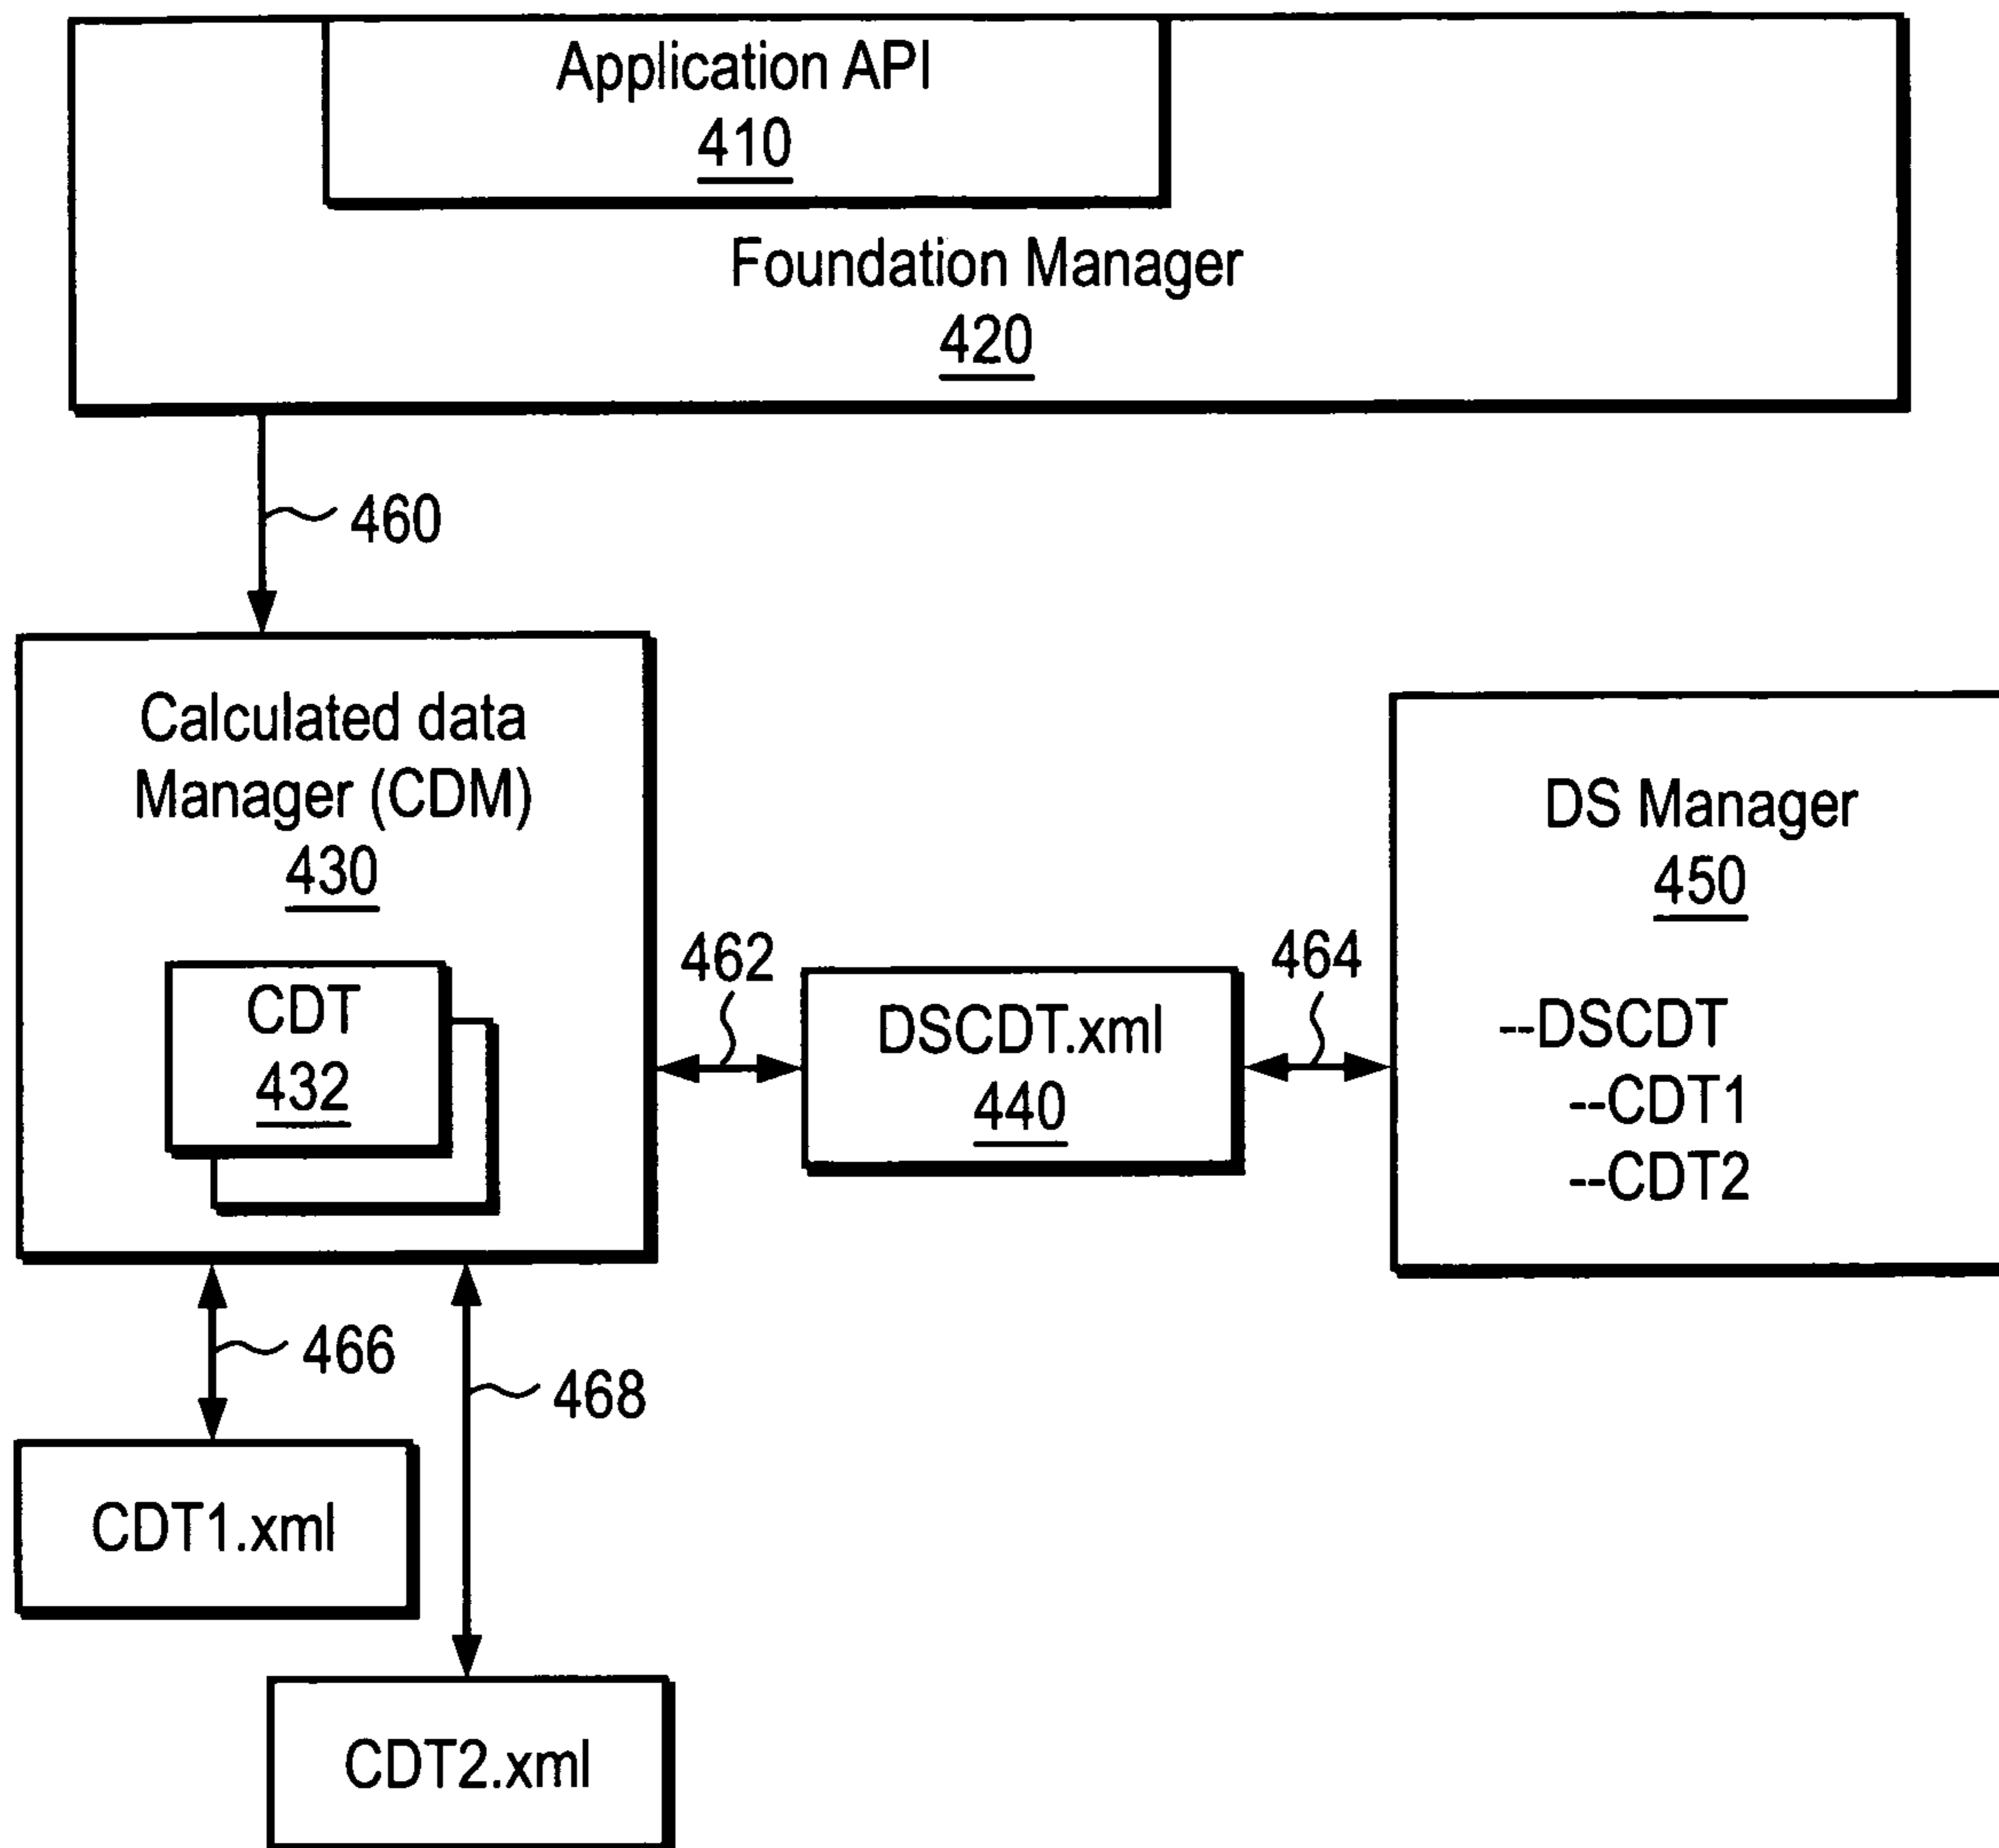 Application API
410
Foundation Manager
420
460
Calculated data
Manager (CDM)
430
CDT
432
462
DSCDT.xml
440
464
DS Manager
450
--DSCDT
--CDT1
--CDT2
466
468
CDT1.xml
CDT2.xml